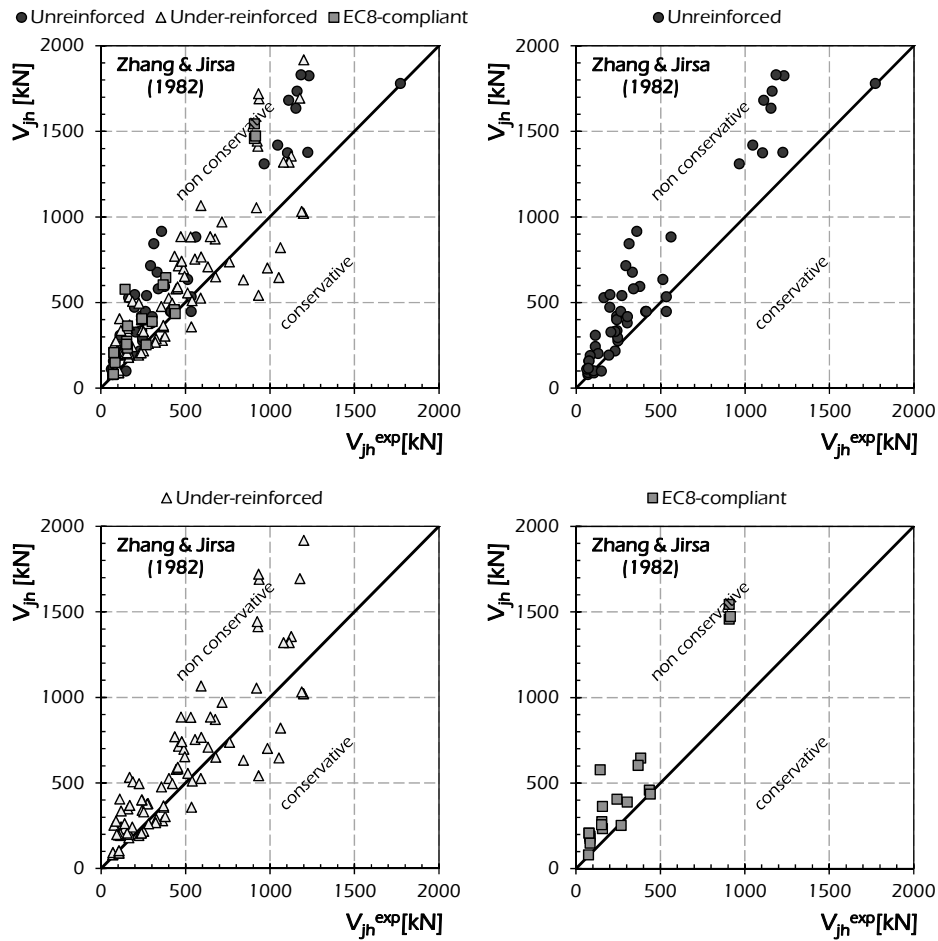 Unreinforced Under-reinforced EC8-compliant
2000
Zhang & Jirsa
(1982)
1500
V_jh [kN]
non conservative
1000
500
conservative
0
0 500 1000 1500 2000
V_jh^exp[kN]
Unreinforced
2000
Zhang & Jirsa
(1982)
1500
V_jh [kN]
non conservative
1000
500
conservative
0
0 500 1000 1500 2000
V_jh^exp[kN]
Under-reinforced
2000
Zhang & Jirsa
(1982)
1500
V_jh [kN]
non conservative
1000
500
conservative
0
0 500 1000 1500 2000
V_jh^exp[kN]
EC8-compliant
2000
Zhang & Jirsa
(1982)
1500
V_jh [kN]
non conservative
1000
500
conservative
0
0 500 1000 1500 2000
V_jh^exp[kN]